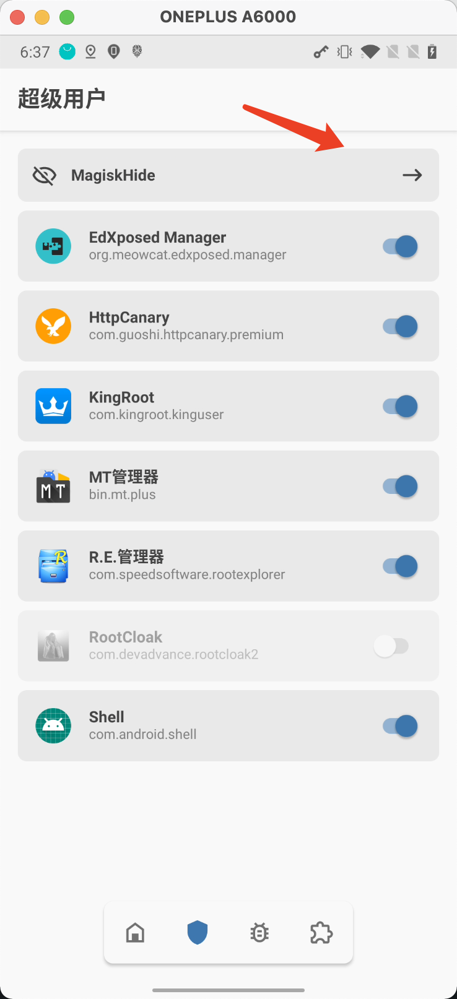 ONEPLUS A6000
6:37
超级用户
MagiskHide
EdXposed Manager
org.meowcat.edxposed.manager
HttpCanary
com.guoshi.httpcanary.premium
KingRoot
com.kingroot.kinguser
MT
MT管理器
bin.mt.plus
R
R.E.管理器
com.speedsoftware.rootexplorer
RootCloak
com.devadvance.rootcloak2
Shell
com.android.shell